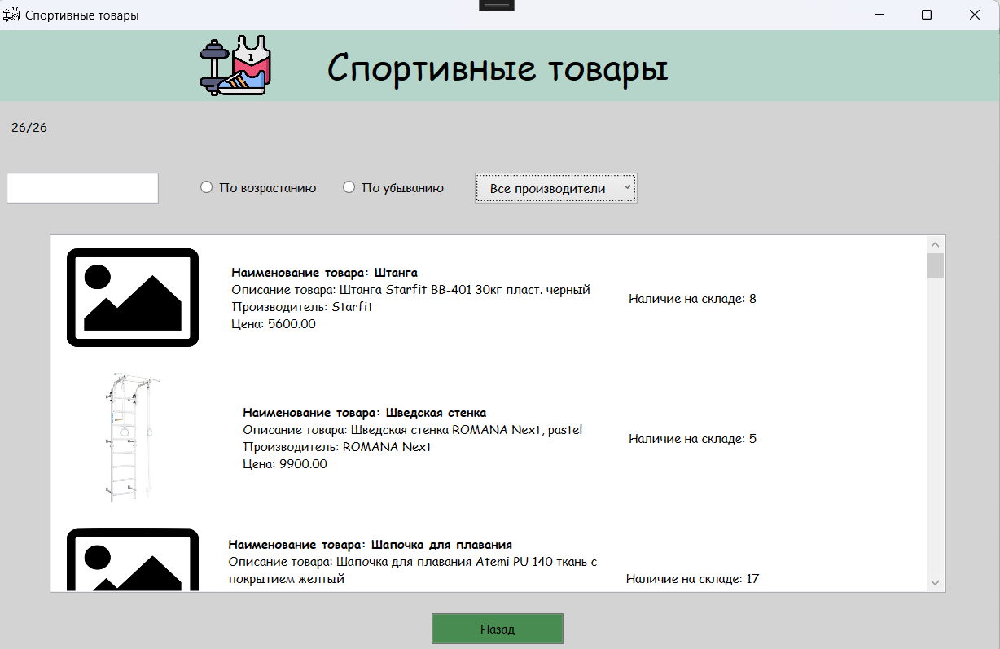 Спортивные товары
1
Спортивные товары
26/26
По возрастанию
По убыванию
Все производители
Наименование товара: Штанга
Описание товара: Штанга Starfit BB-401 30кг пласт. черный
Производитель: Starfit
Цена: 5600.00
Наличие на складе: 8
Наименование товара: Шведская стенка
Описание товара: Шведская стенка ROMANA Next, pastel
Производитель: ROMANA Next
Цена: 9900.00
Наличие на складе: 5
Наименование товара: Шапочка для плавания
Описание товара: Шапочка для плавания Atemi PU 140 ткань с
покрытием желтый
Наличие на складе: 17
Назад